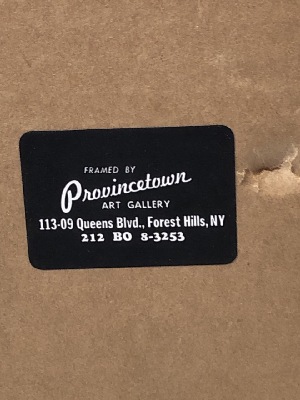 FRAMED BY
Provincetown
ART GALLERY
113-09 Queens Blvd., Forest Hills, NY
212 BO 8-3253